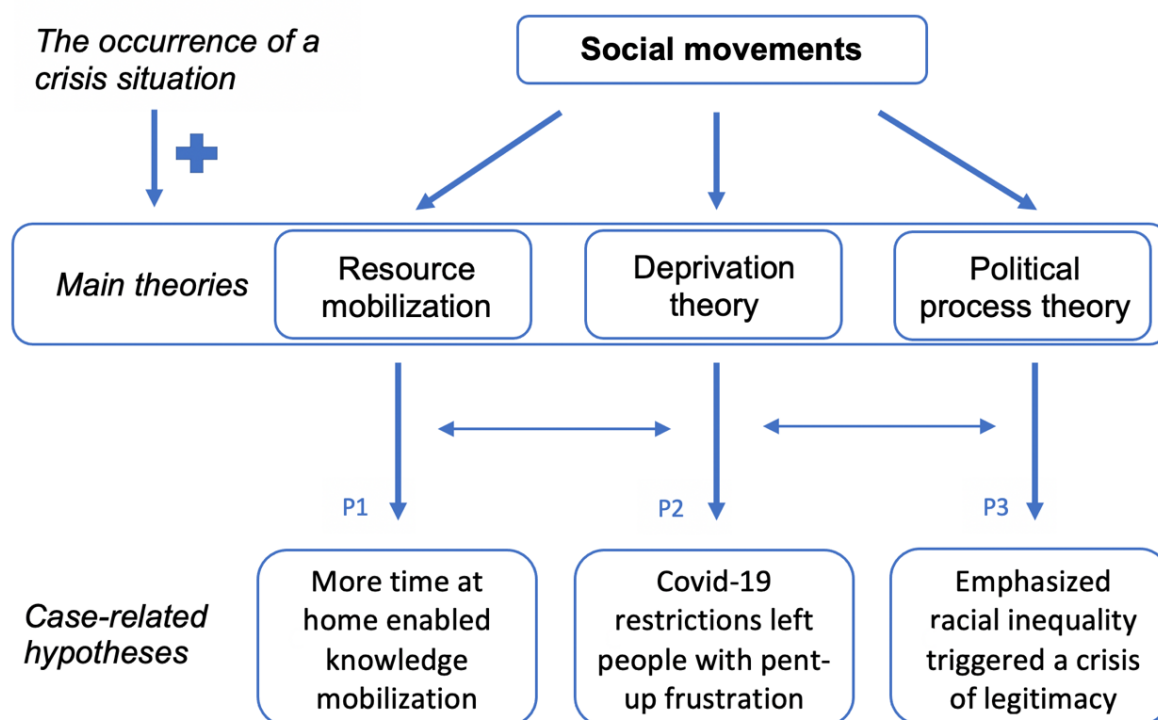 The occurrence of a
crisis situation
Social movements
Main theories
Resource
mobilization
Deprivation
theory
Political
process theory
P1
P2
P3
Case-related
hypotheses
More time at
home enabled
knowledge
mobilization
Covid-19
restrictions left
people with pent-
up frustration
Emphasized
racial inequality
triggered a crisis
of legitimacy